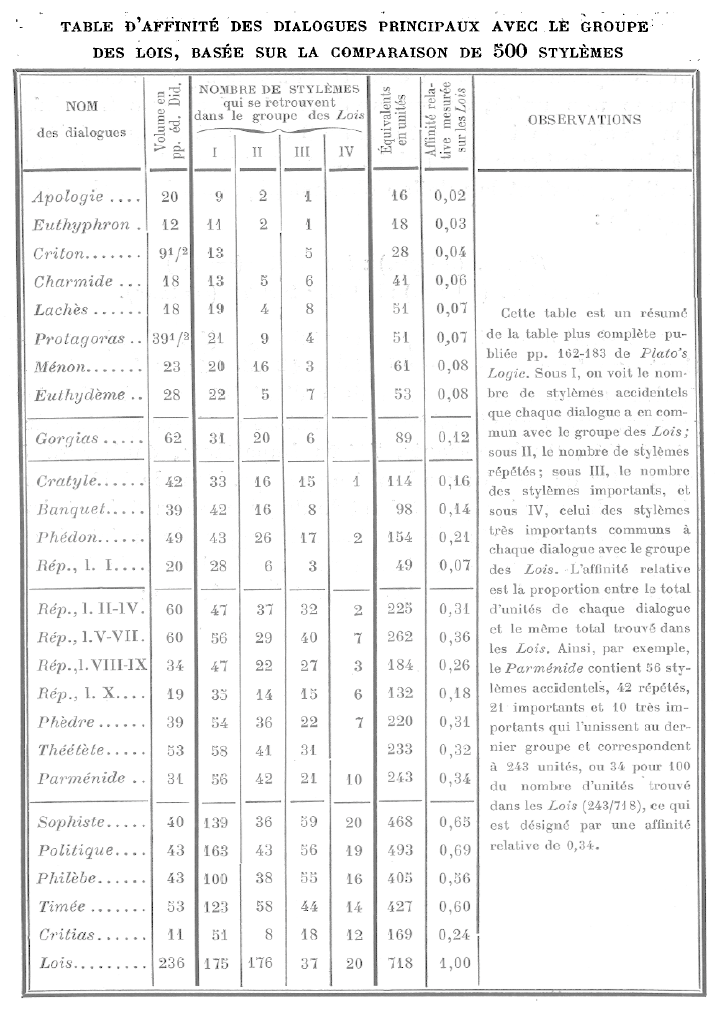 TABLE D'AFFINITÉ DES DIALOGUES PRINCIPAUX AVEC LE GROUPE
DES LOIS, BASÉE SUR LA COMPARAISON DE 500 STYLÈMES
NOM
des dialogues
Volume en
pp. éd. Did.
NOMBRE DE STYLÈMES
qui se retrouvent
dans le groupe des Lois
I II III IV
Équivalents
en unités
Affinité rela-
tive mesurée
sur les Lois
OBSERVATIONS
Apologie .... 20 9 2 1 16 0,02
Euthyphron . 12 11 2 1 18 0,03
Criton....... 9 1/2 13 5 28 0,04
Charmide ... 18 13 5 6 41 0,06
Lachès ...... 18 19 4 8 51 0,07
Protagoras .. 39 1/2 21 9 4 51 0,07
Ménon....... 23 20 16 3 61 0,08
Euthydème .. 28 22 5 7 53 0,08
Gorgias ..... 62 31 20 6 89 0,12
Cratyle...... 42 33 16 15 1 114 0,16
Banquet..... 39 42 16 8 98 0,14
Phédon...... 49 43 26 17 2 154 0,21
Rép., l. I.... 20 28 6 3 49 0,07
Rép., l. II-IV. 60 47 37 32 2 225 0,31
Rép., l.V-VII. 60 56 29 40 7 262 0,36
Rép.,l.VIII-IX 34 47 22 27 3 184 0,26
Rép., l. X.... 19 35 14 15 6 132 0,18
Phèdre ...... 39 54 36 22 7 220 0,31
Théétète..... 53 58 41 31 233 0,32
Parménide .. 31 56 42 21 10 243 0,34
Sophiste..... 40 139 36 59 20 468 0,65
Politique.... 43 163 43 56 19 493 0,69
Philèbe...... 43 100 38 55 16 405 0,56
Timée ....... 53 123 58 44 14 427 0,60
Critias...... 11 51 8 18 12 169 0,24
Lois......... 236 175 176 37 20 718 1,00
Cette table est un résumé
de la table plus complète pu-
bliée pp. 162-183 de Plato's
Logic. Sous I, on voit le nom-
bre de stylèmes accidentels
que chaque dialogue a en com-
mun avec le groupe des Lois;
sous II, le nombre de stylèmes
répétés; sous III, le nombre
des stylèmes importants, et
sous IV, celui des stylèmes
très importants communs à
chaque dialogue avec le groupe
des Lois. L'affinité relative
est la proportion entre le total
d'unités de chaque dialogue
et le même total trouvé dans
les Lois. Ainsi, par exemple,
le Parménide contient 56 sty-
lèmes accidentels, 42 répétés,
21 importants et 10 très im-
portants qui l'unissent au der-
nier groupe et correspondent
à 243 unités, ou 34 pour 100
du nombre d'unités trouvé
dans les Lois (243/718), ce qui
est désigné par une affinité
relative de 0,34.